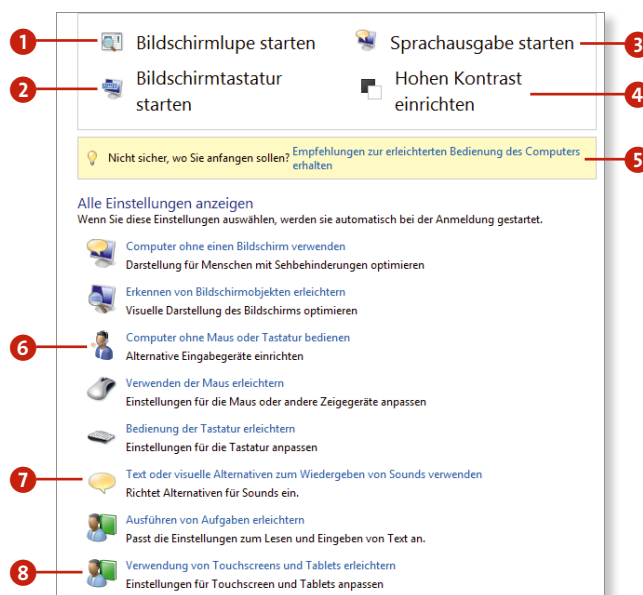 1 Bildschirmlupe starten
Sprachausgabe starten 3
2 Bildschirmtastatur
starten
Hohen Kontrast 4
einrichten
Nicht sicher, wo Sie anfangen sollen? Empfehlungen zur erleichterten Bedienung des Computers 5
erhalten
Alle Einstellungen anzeigen
Wenn Sie diese Einstellungen auswählen, werden sie automatisch bei der Anmeldung gestartet.
Computer ohne einen Bildschirm verwenden
Darstellung für Menschen mit Sehbehinderungen optimieren
Erkennen von Bildschirmobjekten erleichtern
Visuelle Darstellung des Bildschirms optimieren
6 Computer ohne Maus oder Tastatur bedienen
Alternative Eingabegeräte einrichten
Verwenden der Maus erleichtern
Einstellungen für die Maus oder andere Zeigegeräte anpassen
Bedienung der Tastatur erleichtern
Einstellungen für die Tastatur anpassen
7 Text oder visuelle Alternativen zum Wiedergeben von Sounds verwenden
Richtet Alternativen für Sounds ein.
Ausführen von Aufgaben erleichtern
Passt die Einstellungen zum Lesen und Eingeben von Text an.
8 Verwendung von Touchscreens und Tablets erleichtern
Einstellungen für Touchscreen und Tablets anpassen